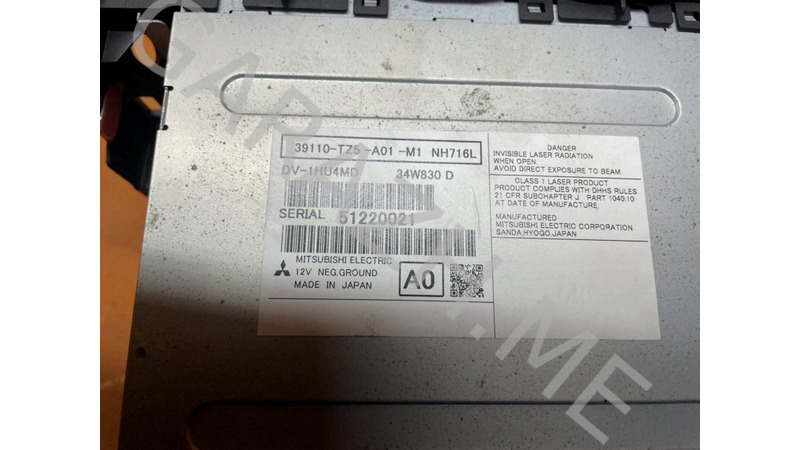 39110-TZ5-A01-M1 NH716L
DV-1HU4MD 34W830 D
SERIAL 51220021
MITSUBISHI ELECTRIC
12V NEG.GROUND
MADE IN JAPAN
A0
DANGER
INVISIBLE LASER RADIATION
WHEN OPEN.
AVOID DIRECT EXPOSURE TO BEAM
CLASS 1 LASER PRODUCT
PRODUCT COMPLIES WITH DHHS RULES
21 CFR SUBCHAPTER J PART 1040.10
AT DATE OF MANUFACTURE.
MANUFACTURED
MITSUBISHI ELECTRIC CORPORATION
SANDA,HYOGO,JAPAN
GARAZH.ME